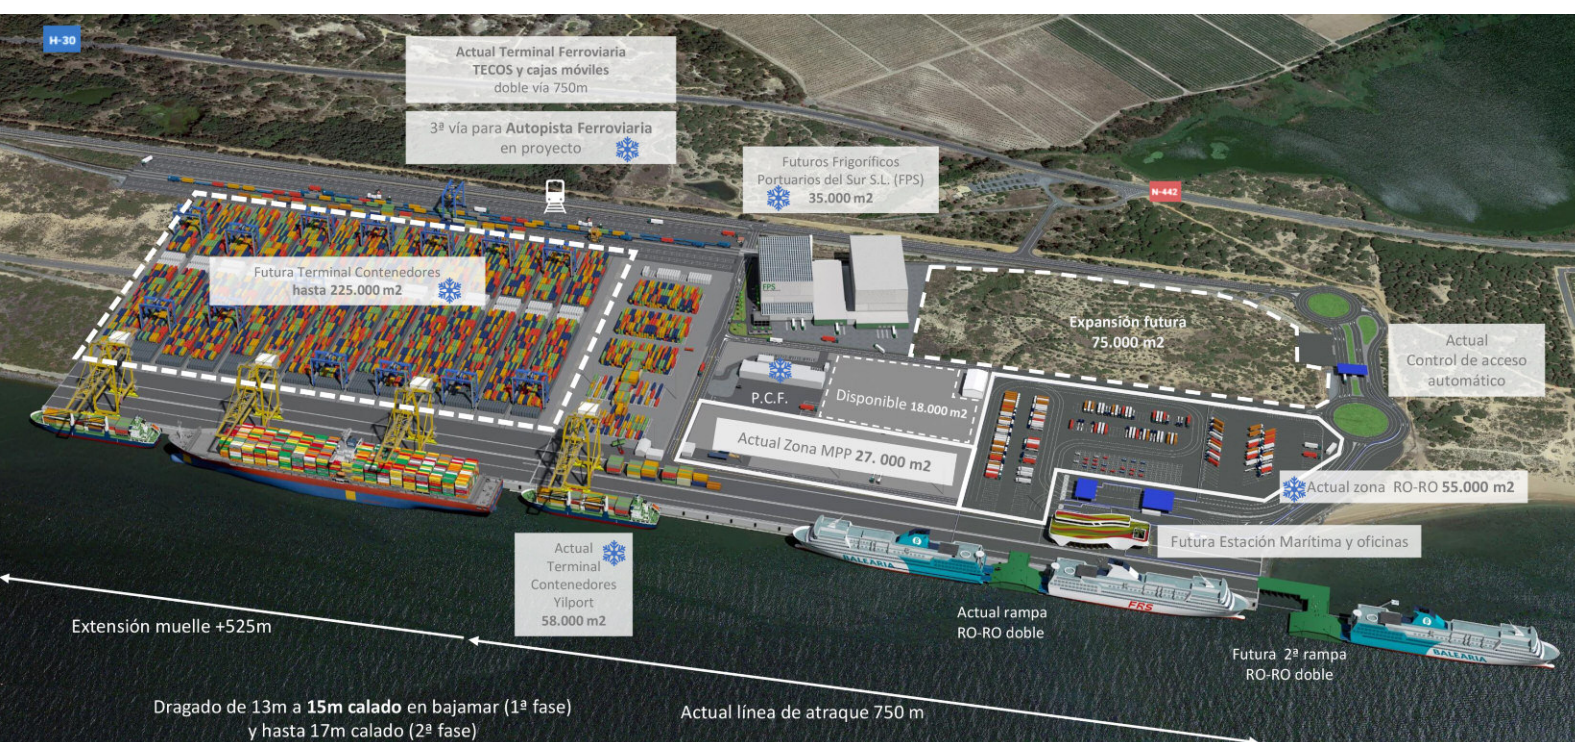 H-30
Actual Terminal Ferroviaria
TECOS y cajas móviles
doble vía 750m
3ª vía para Autopista Ferroviaria
en proyecto
Futuros Frigoríficos
Portuarios del Sur S.L. (FPS)
35.000 m2
N-442
Futura Terminal Contenedores
hasta 225.000 m2
FPS
Expansión futura
75.000 m2
Actual
Control de acceso
automático
P.C.F.
Disponible 18.000 m2
Actual Zona MPP 27. 000 m2
Actual zona RO-RO 55.000 m2
Futura Estación Marítima y oficinas
Actual
Terminal
Contenedores
Yilport
58.000 m2
BALEARIA
FRS
BALEARIA
Actual rampa
RO-RO doble
Futura 2ª rampa
RO-RO doble
Extensión muelle +525m
Dragado de 13m a 15m calado en bajamar (1ª fase)
y hasta 17m calado (2ª fase)
Actual línea de atraque 750 m